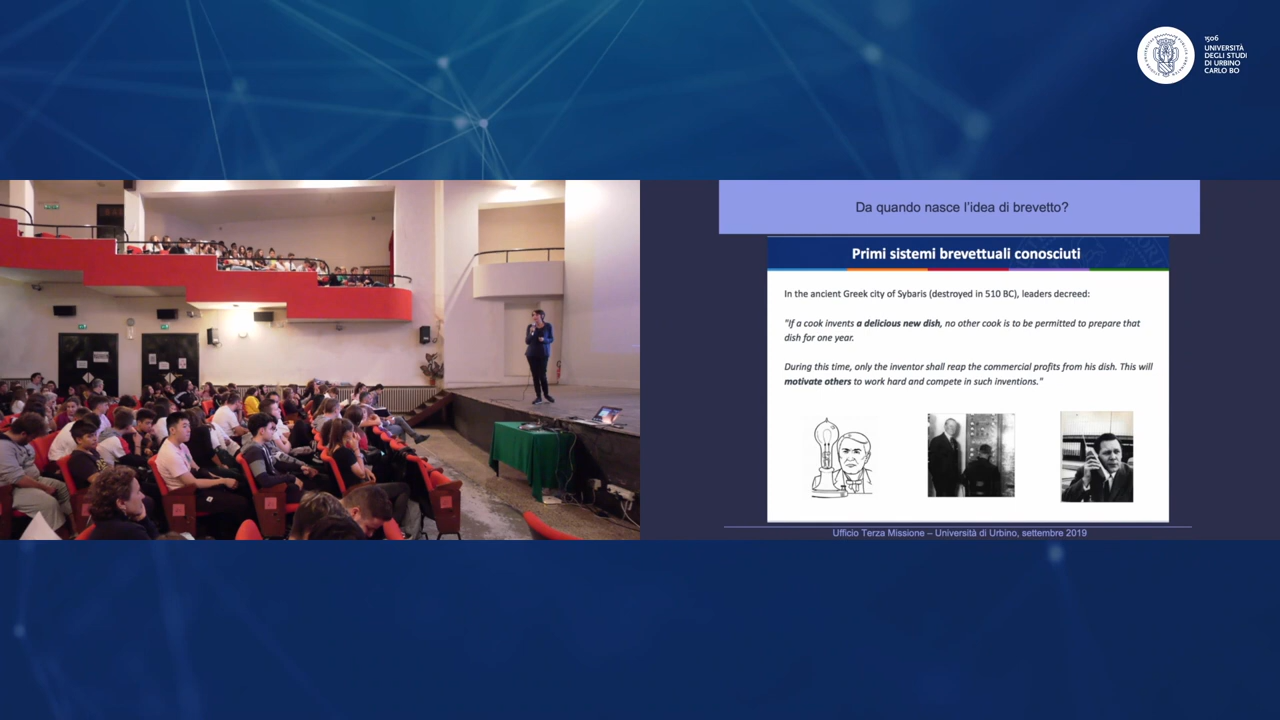 1506
UNIVERSITÀ
DEGLI STUDI
DI URBINO
CARLO BO
Da quando nasce l'idea di brevetto?
Primi sistemi brevettuali conosciuti
In the ancient Greek city of Sybaris (destroyed in 510 BC), leaders decreed:
"If a cook invents a delicious new dish, no other cook is to be permitted to prepare that
dish for one year.
During this time, only the inventor shall reap the commercial profits from his dish. This will
motivate others to work hard and compete in such inventions."
Ufficio Terza Missione – Università di Urbino, settembre 2019